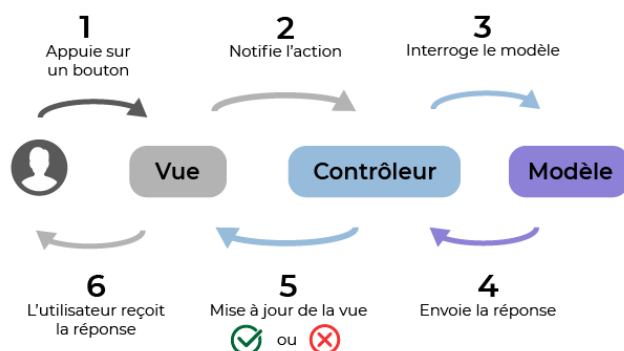 1
Appuie sur
un bouton
2
Notifie l'action
3
Interroge le modèle
Vue
Contrôleur
Modèle
6
L'utilisateur reçoit
la réponse
5
Mise à jour de la vue
ou
4
Envoie la réponse